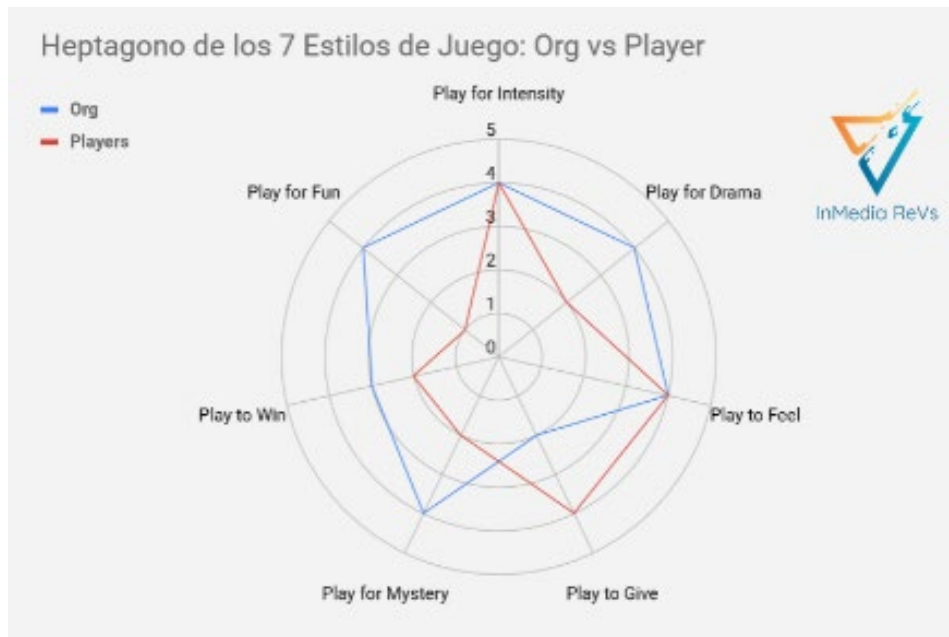 Heptagono de los 7 Estilos de Juego: Org vs Player
Org
Players
Play for Intensity
Play for Fun
Play for Drama
InMedia ReVs
5
4
3
2
1
0
Play to Win
Play to Feel
Play for Mystery
Play to Give